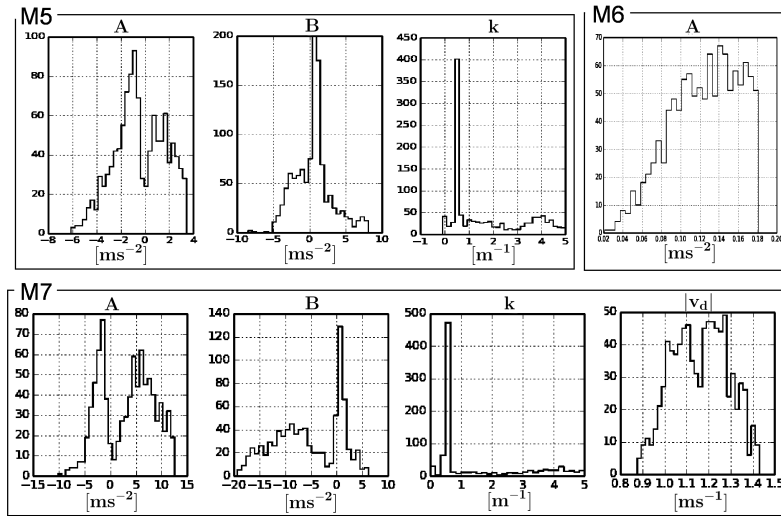 M5
A
B
k
M6
A
100
80
60
40
20
0
−8 −6 −4 −2 0 2 4
[ms⁻²]
200
150
100
50
0
−10 −5 0 5 10
[ms⁻²]
450
400
350
300
250
200
150
100
50
0
−1 0 1 2 3 4 5
[m⁻¹]
70
60
50
40
30
20
10
0
0.02 0.04 0.06 0.08 0.10 0.12 0.14 0.16 0.18 0.20
[ms⁻²]
M7
A
B
k
|v_d|
80
70
60
50
40
30
20
10
0
−15 −10 −5 0 5 10 15
[ms⁻²]
140
120
100
80
60
40
20
0
−20 −15 −10 −5 0 5 10
[ms⁻²]
500
400
300
200
100
0
0 1 2 3 4 5
[m⁻¹]
50
40
30
20
10
0
0.8 0.9 1.0 1.1 1.2 1.3 1.4 1.5
[ms⁻¹]